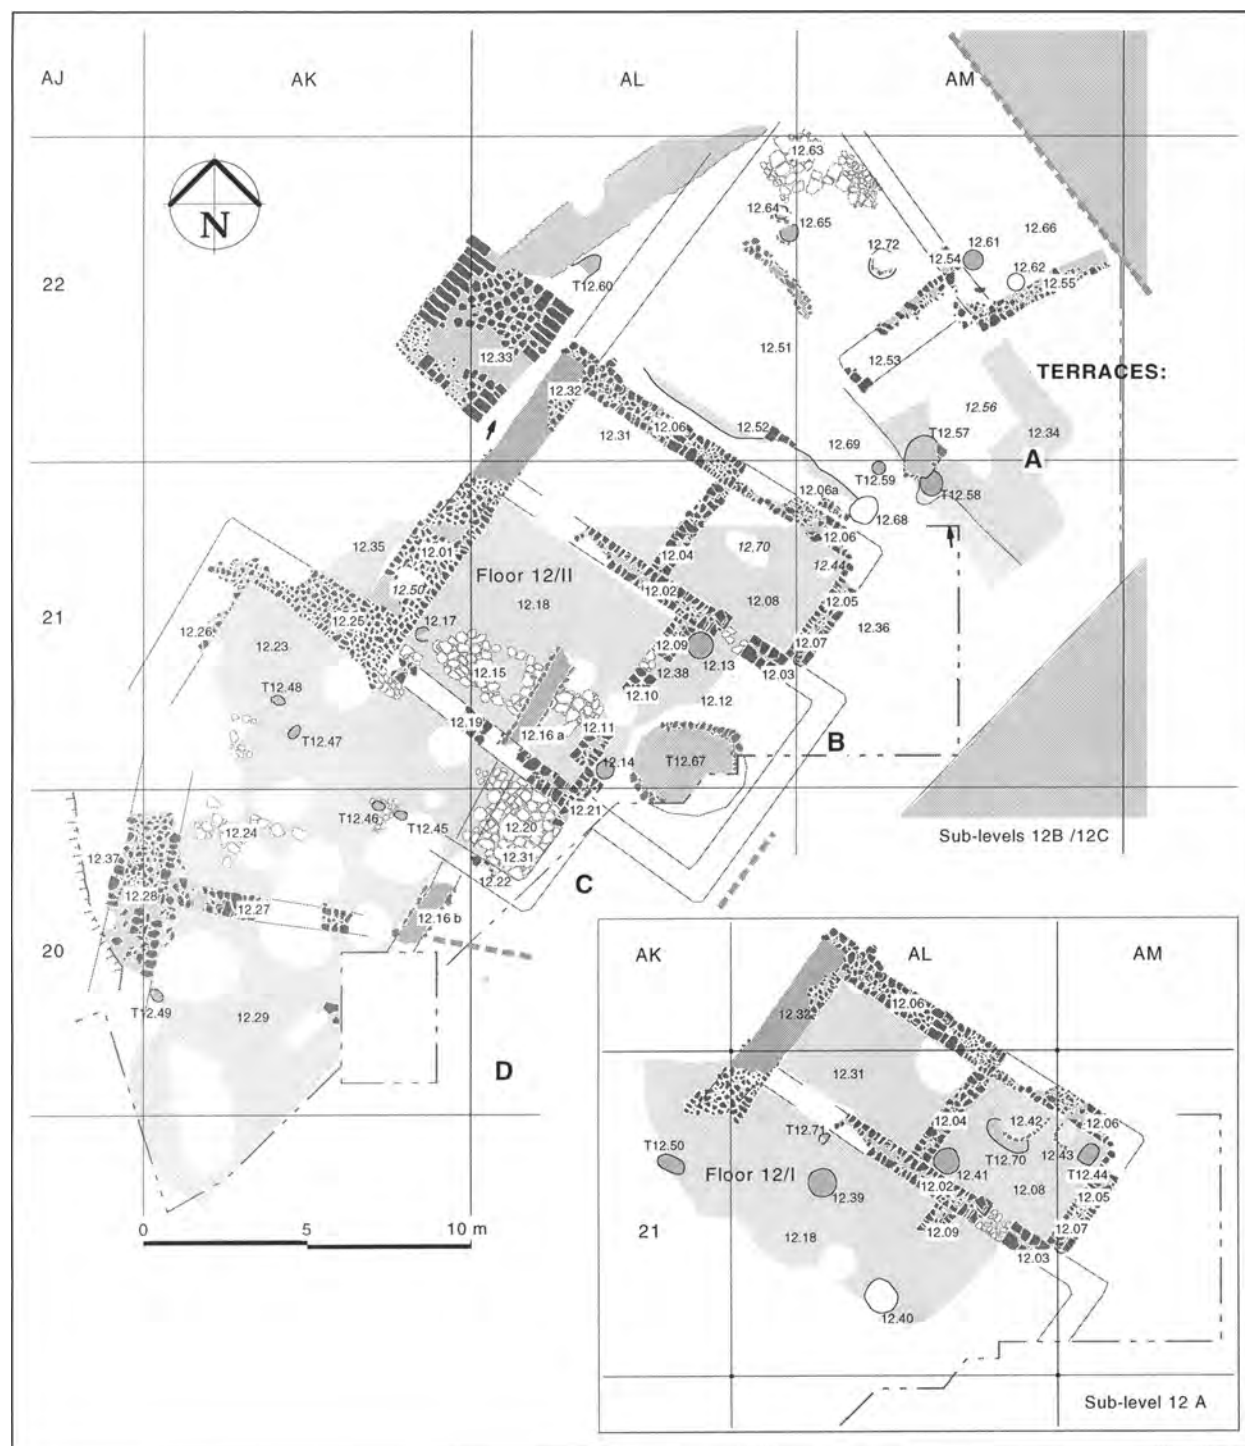 AJ AK AL AM
N
22
12.63
12.64
12.65
12.72
12.61
12.66
12.54
12.62
12.55
T12.60
12.33
12.51
12.53
TERRACES:
12.32
12.31
12.06
12.52
12.69
12.56
T12.57
12.34
A
T12.59
T12.58
12.06a
12.68
12.06
12.35
12.01
12.04
12.70
12.44
Floor 12/II
12.50
12.02
12.18
12.08
12.05
21
12.25
12.17
12.26
12.23
12.09
12.07
12.36
12.15
12.38
12.13
12.03
12.10
T12.48
12.12
12.19
12.11
T12.47
12.16 a
B
T12.67
12.14
T12.46
T12.45
12.21
12.24
12.20
Sub-levels 12B /12C
12.37
12.31
12.28
12.22
C
12.27
12.16 b
20
T12.49
12.29
D
0 5 10 m
AK AL AM
12.06
12.32
12.31
12.04
12.42
12.06
T12.71
T12.50
12.43
T12.70
T12.44
Floor 12/I
12.41
12.39
12.02
12.08
12.05
21
12.18
12.09
12.07
12.03
12.40
Sub-level 12 A